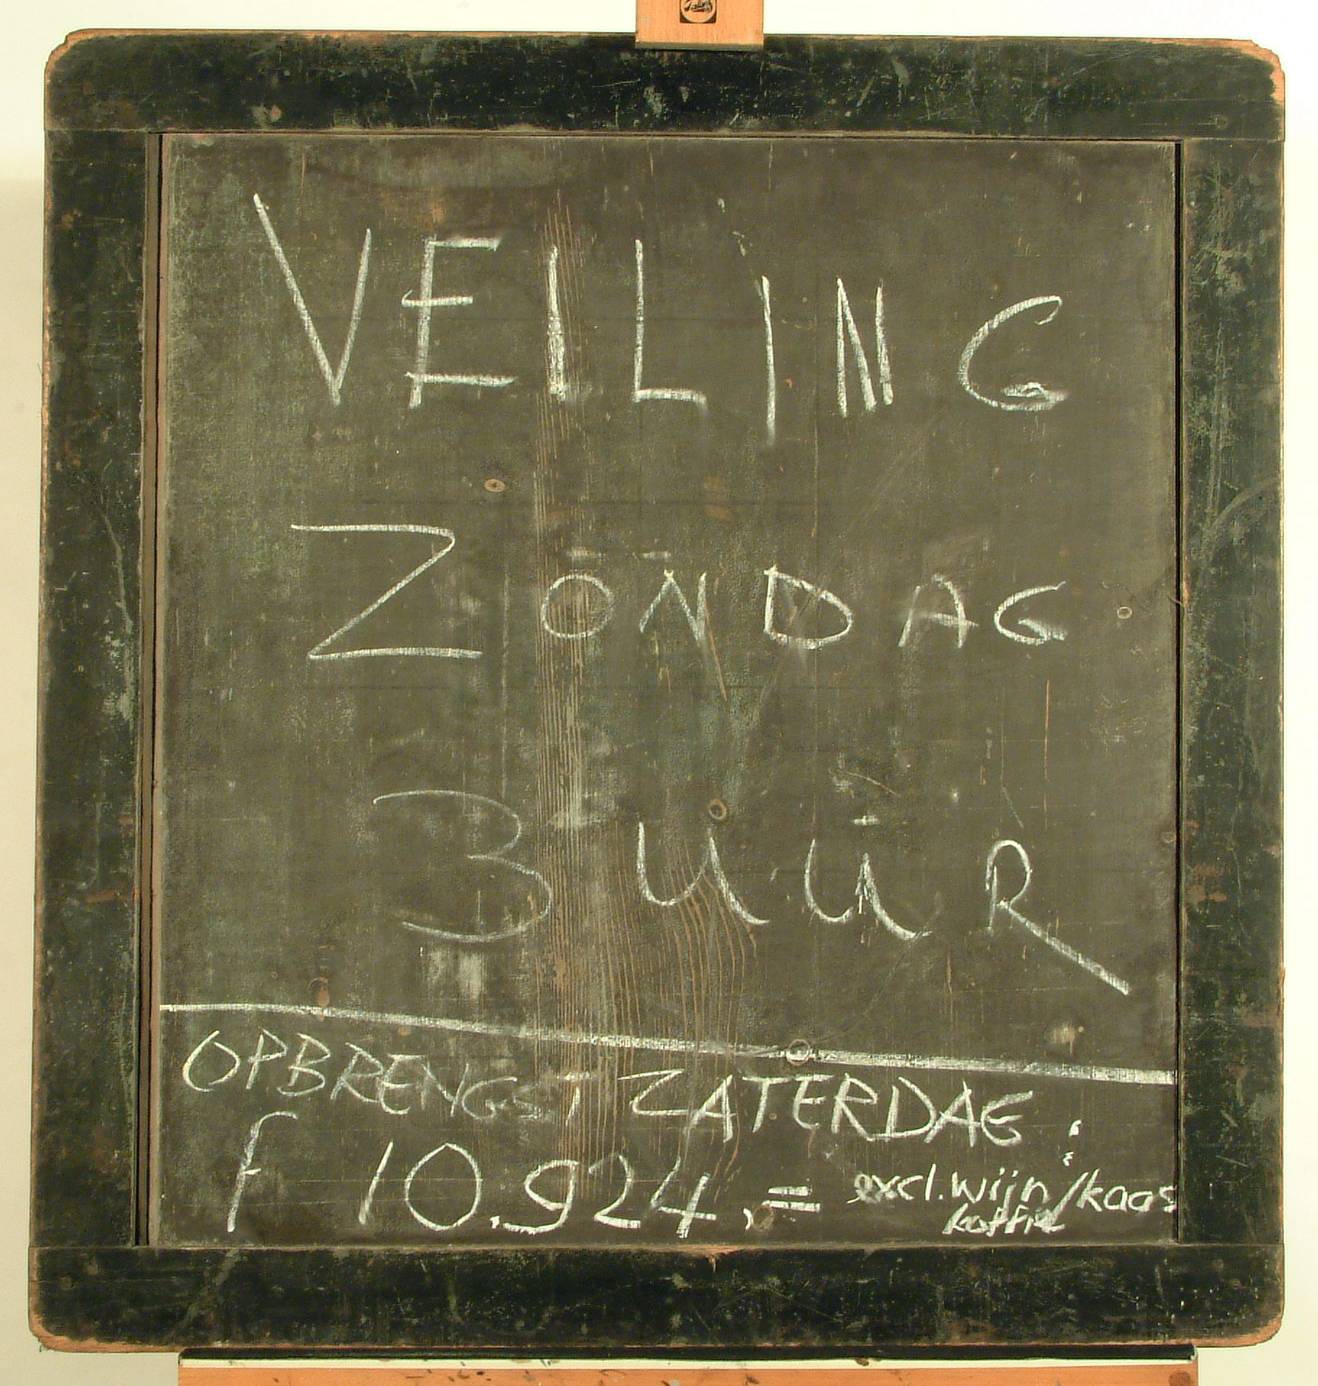 VEILING
ZONDAG
3 UUR
OPBRENGST ZATERDAG :
f 10.924,= excl. wijn/kaas
koffie